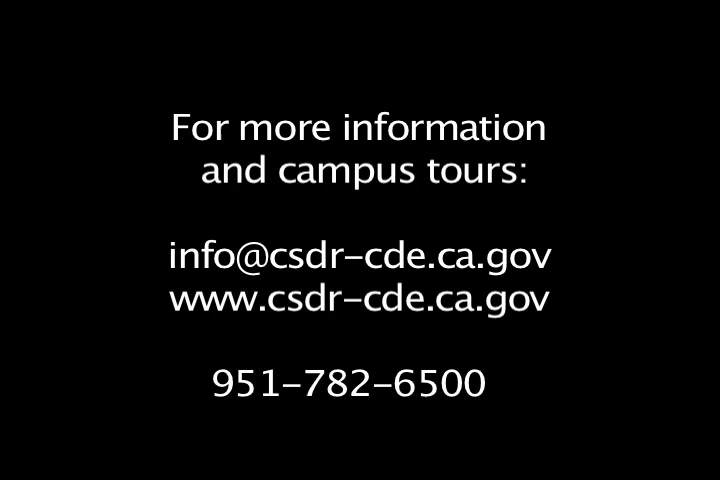 For more information
and campus tours:
info@csdr-cde.ca.gov
www.csdr-cde.ca.gov
951-782-6500